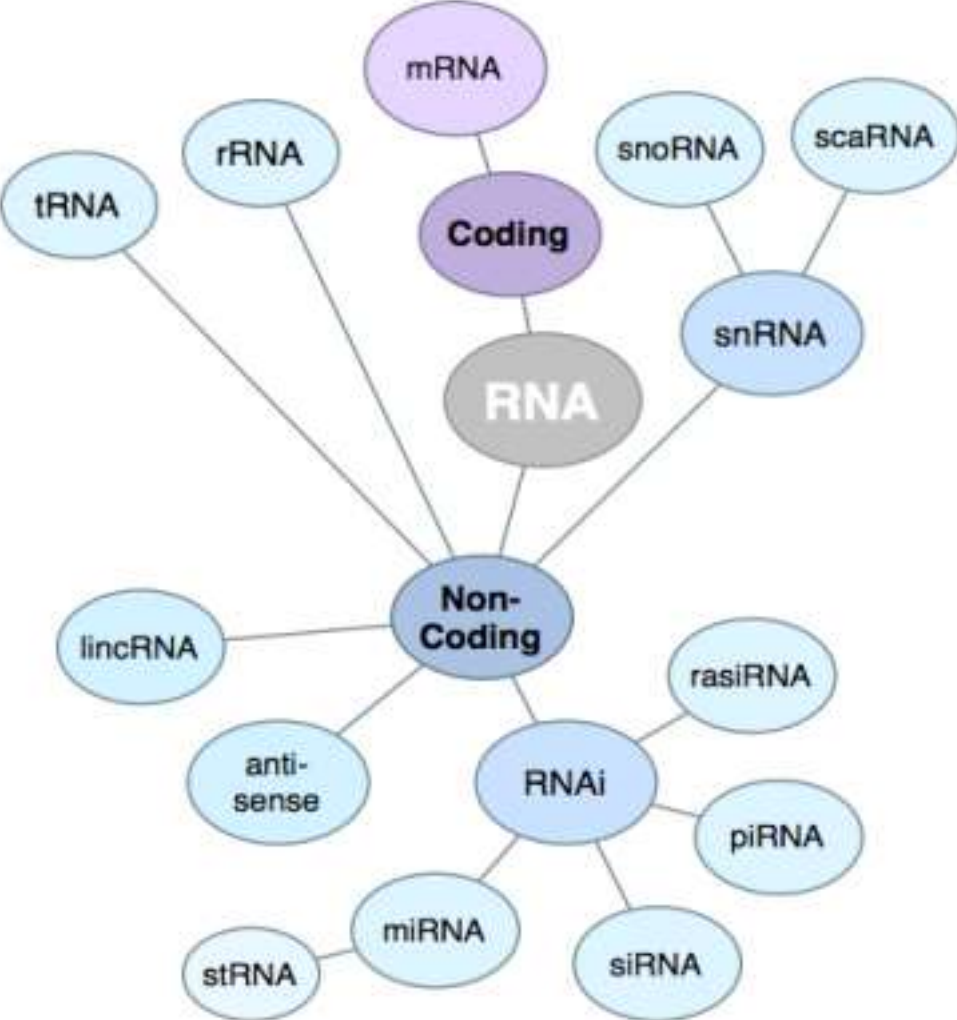 mRNA
scaRNA
snoRNA
rRNA
tRNA
Coding
snRNA
RNA
Non-
Coding
lincRNA
rasiRNA
anti-
sense
RNAi
piRNA
miRNA
siRNA
stRNA